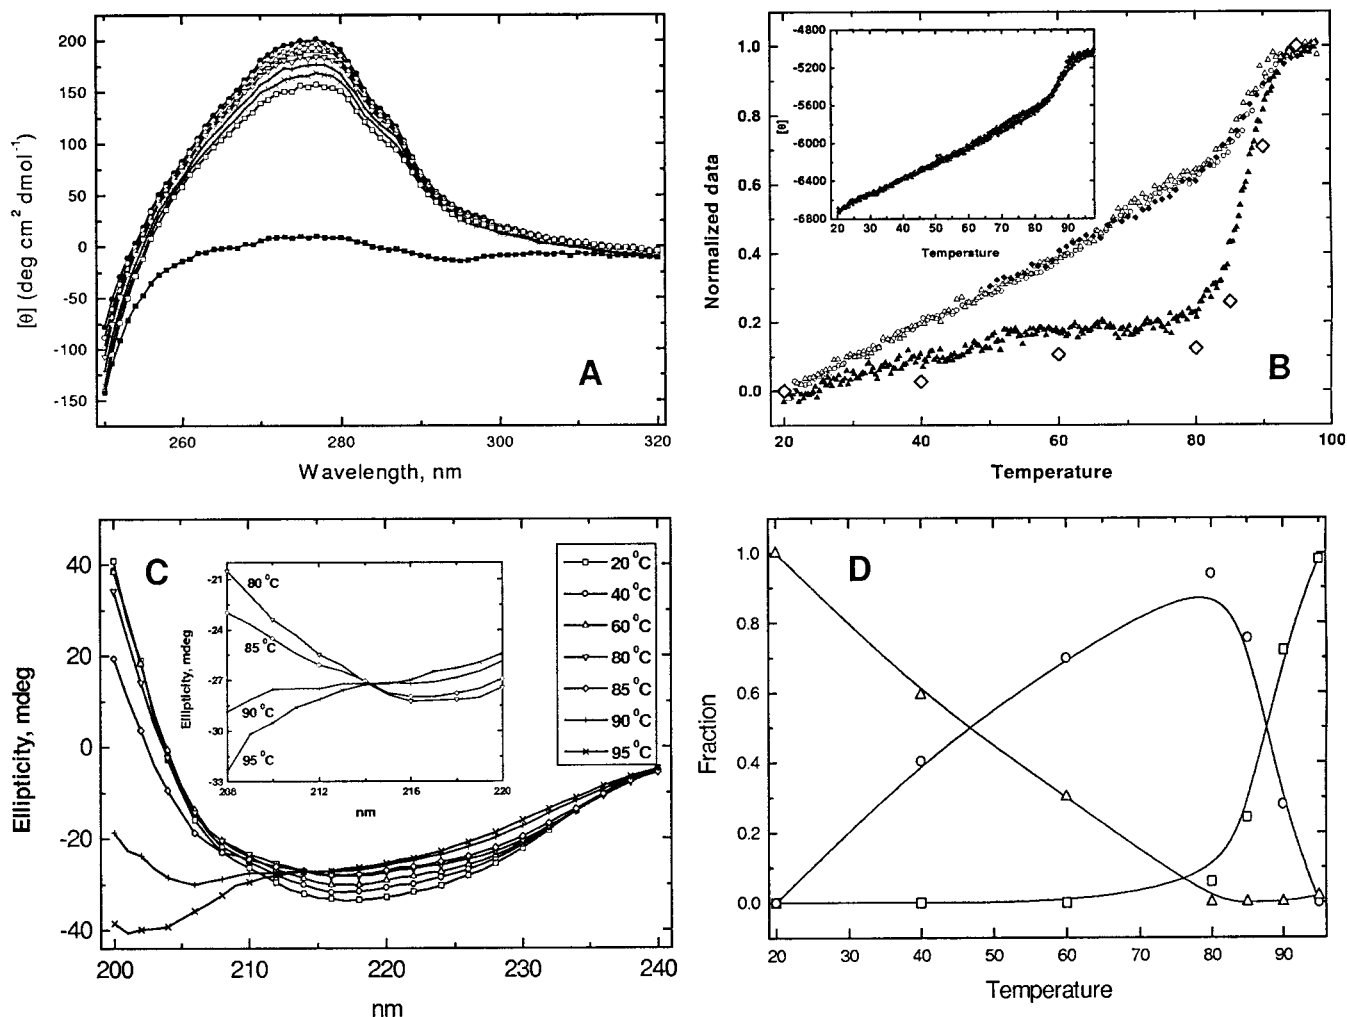 200
150
100
50
0
-50
-100
-150
[θ] (deg cm² dmol⁻¹)
A
260 280 300 320
Wavelength, nm
1.0
0.8
0.6
0.4
0.2
0.0
Normalized data
-4800
-5200
-5600
-6000
-6400
-6800
[θ]
20 30 40 50 60 70 80 90
Temperature
B
20 40 60 80 100
Temperature
40
20
0
-20
-40
Ellipticity, mdeg
C
-21
-24
-27
-30
-33
Ellipticity, mdeg
80 °C
85 °C
90 °C
95 °C
208 212 216 220
nm
20 °C
40 °C
60 °C
80 °C
85 °C
90 °C
95 °C
200 210 220 230 240
nm
1.0
0.8
0.6
0.4
0.2
0.0
Fraction
D
20 30 40 50 60 70 80 90
Temperature